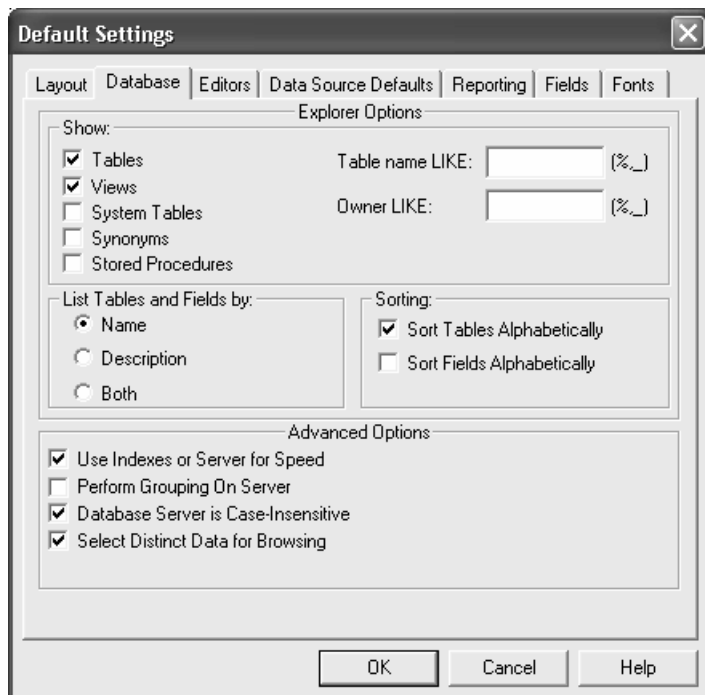 Default Settings
Layout Database Editors Data Source Defaults Reporting Fields Fonts
Explorer Options
Show:
Tables
Views
System Tables
Synonyms
Stored Procedures
Table name LIKE: (%,_)
Owner LIKE: (%,_)
List Tables and Fields by:
Name
Description
Both
Sorting:
Sort Tables Alphabetically
Sort Fields Alphabetically
Advanced Options
Use Indexes or Server for Speed
Perform Grouping On Server
Database Server is Case-Insensitive
Select Distinct Data for Browsing
OK Cancel Help